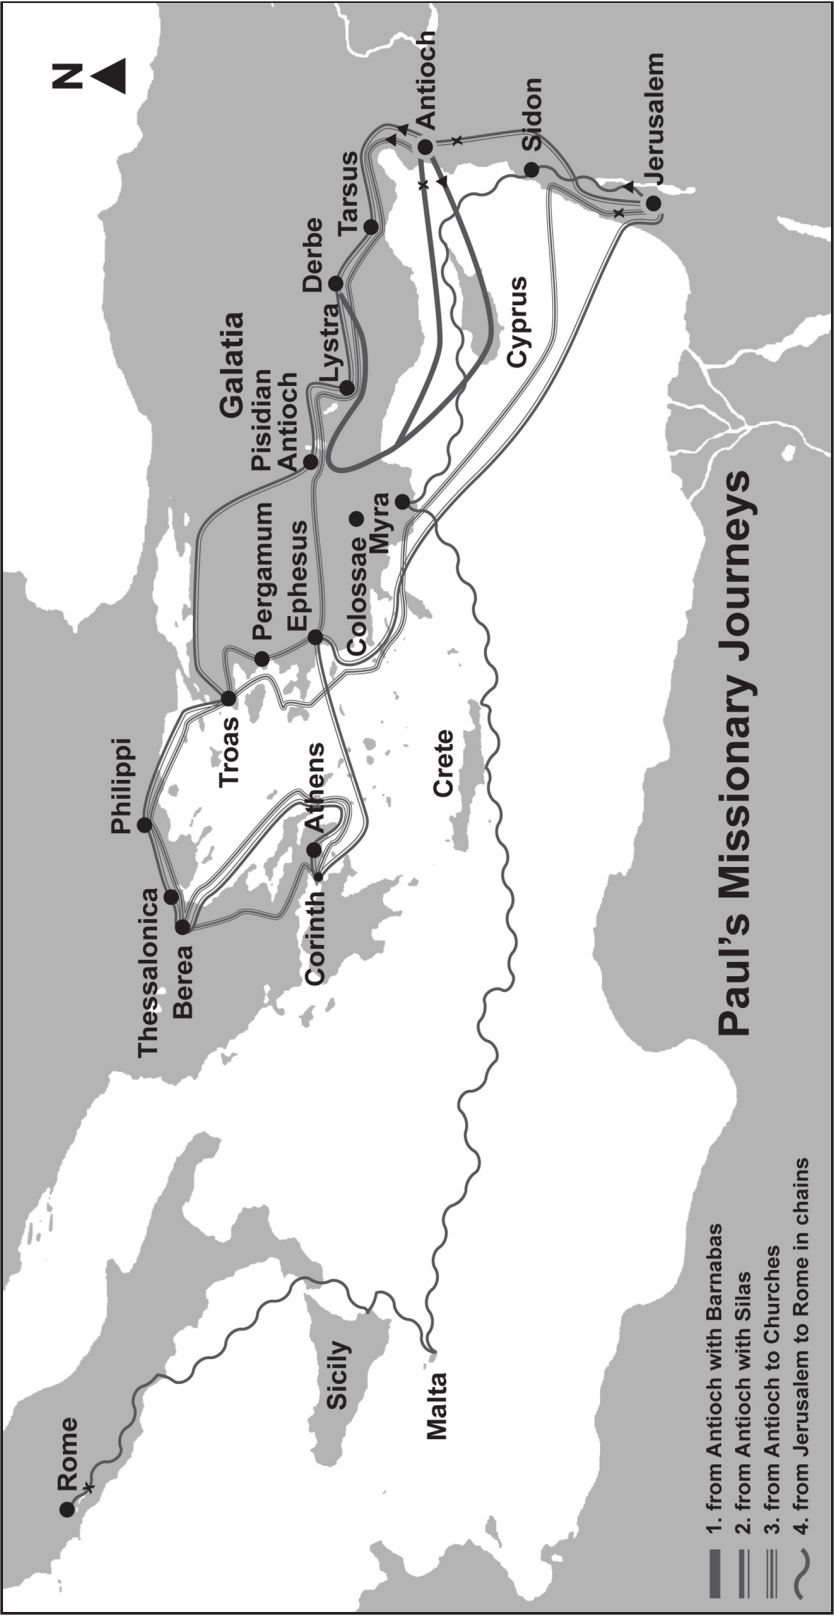 N
Rome
Sicily
Malta
Thessalonica
Berea
Philippi
Corinth
Athens
Troas
Crete
Pergamum
Ephesus
Colossae
Myra
Galatia
Pisidian
Antioch
Lystra
Derbe
Tarsus
Cyprus
Antioch
Sidon
Jerusalem
Paul's Missionary Journeys
1. from Antioch with Barnabas
2. from Antioch with Silas
3. from Antioch to Churches
4. from Jerusalem to Rome in chains